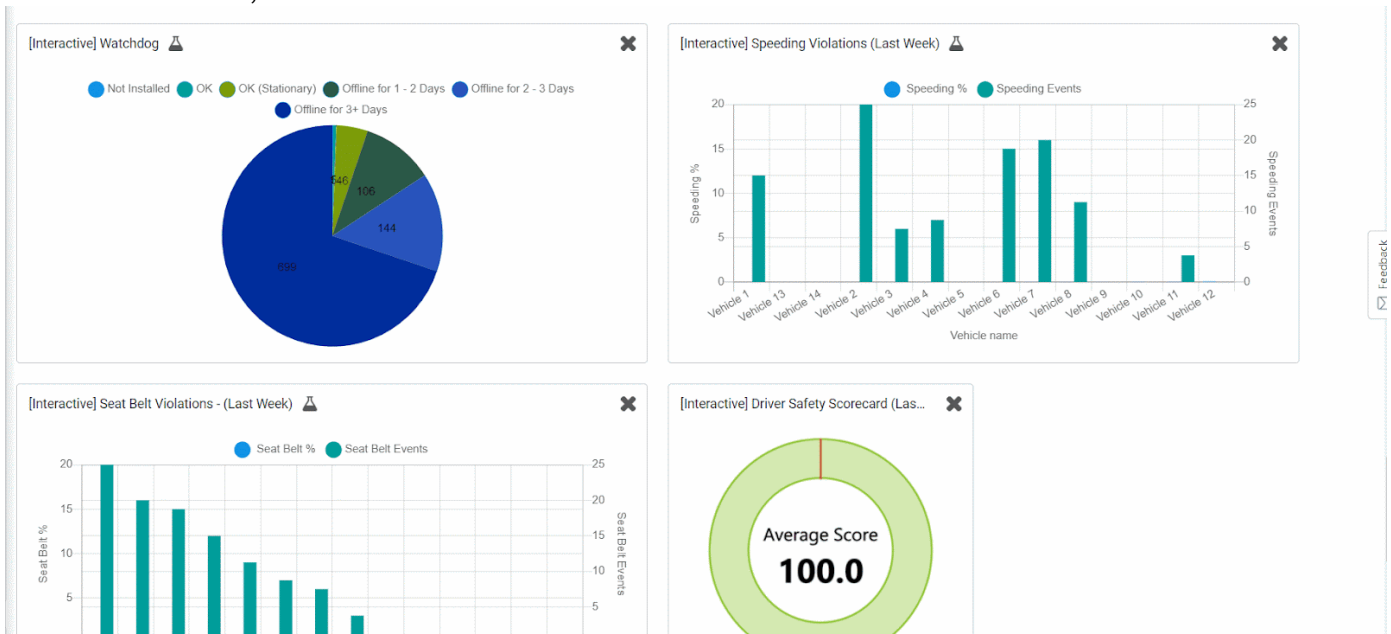 [Interactive] Watchdog
Not Installed OK OK (Stationary) Offline for 1 - 2 Days Offline for 2 - 3 Days
Offline for 3+ Days
46
106
144
699
[Interactive] Speeding Violations (Last Week)
Speeding % Speeding Events
20
15
10
5
0
Speeding %
25
20
15
10
5
0
Speeding Events
Vehicle 1 Vehicle 13 Vehicle 14 Vehicle 2 Vehicle 3 Vehicle 4 Vehicle 5 Vehicle 6 Vehicle 7 Vehicle 8 Vehicle 9 Vehicle 10 Vehicle 11 Vehicle 12
Vehicle name
Feedback
[Interactive] Seat Belt Violations - (Last Week)
Seat Belt % Seat Belt Events
20
15
10
5
Seat Belt %
25
20
15
10
5
Seat Belt Events
[Interactive] Driver Safety Scorecard (Las...
Average Score
100.0